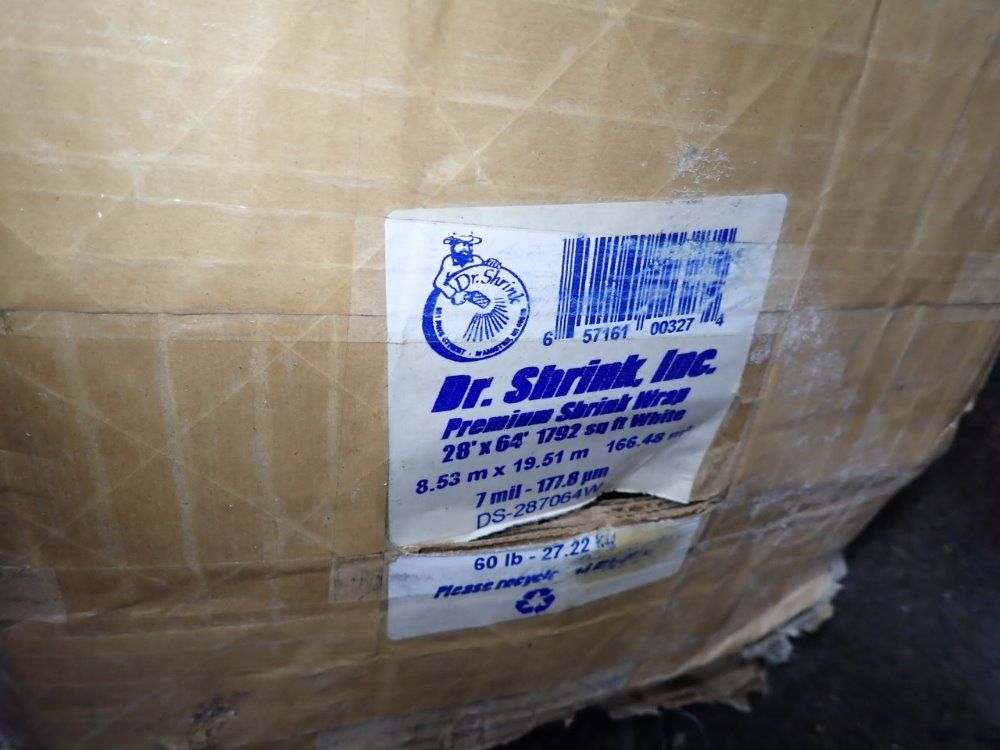 Dr. Shrink
6 57161 00327 4
Dr. Shrink, Inc.
Premium Shrink Wrap
28' x 64' 1792 sq ft White
8.53 m x 19.51 m 166.48 m²
7 mil - 177.8 µm
DS-287064W
60 lb - 27.22 kg
Please recycle